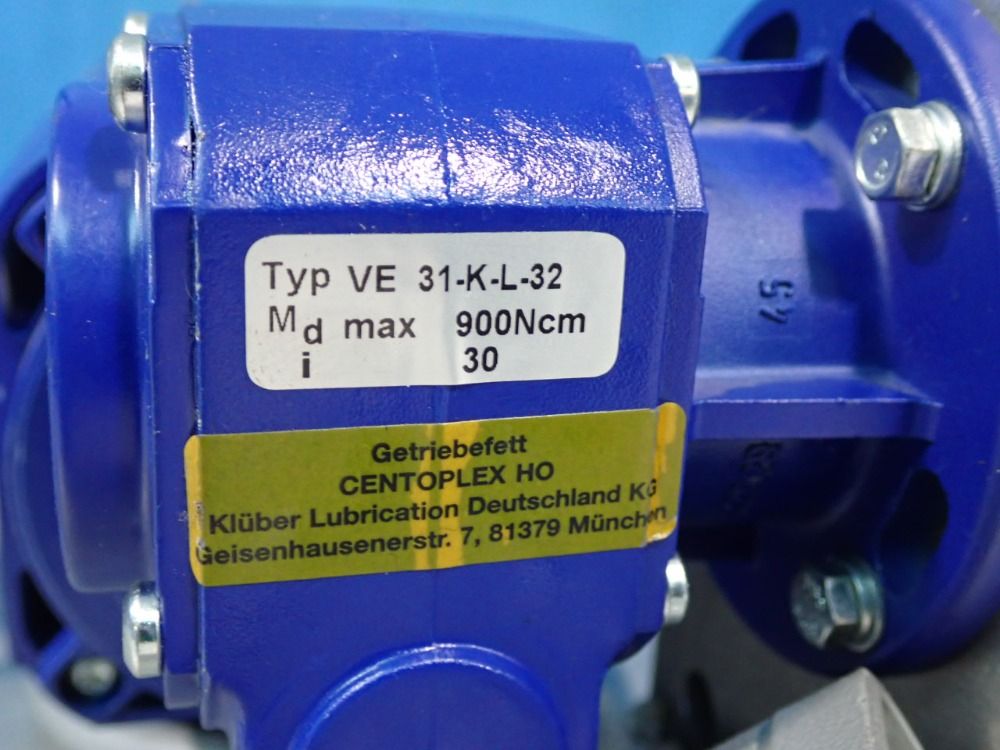 Typ VE 31-K-L-32
Md max 900Ncm
i 30
Getriebefett
CENTOPLEX HO
Klüber Lubrication Deutschland KG
Geisenhausenerstr. 7, 81379 München
45